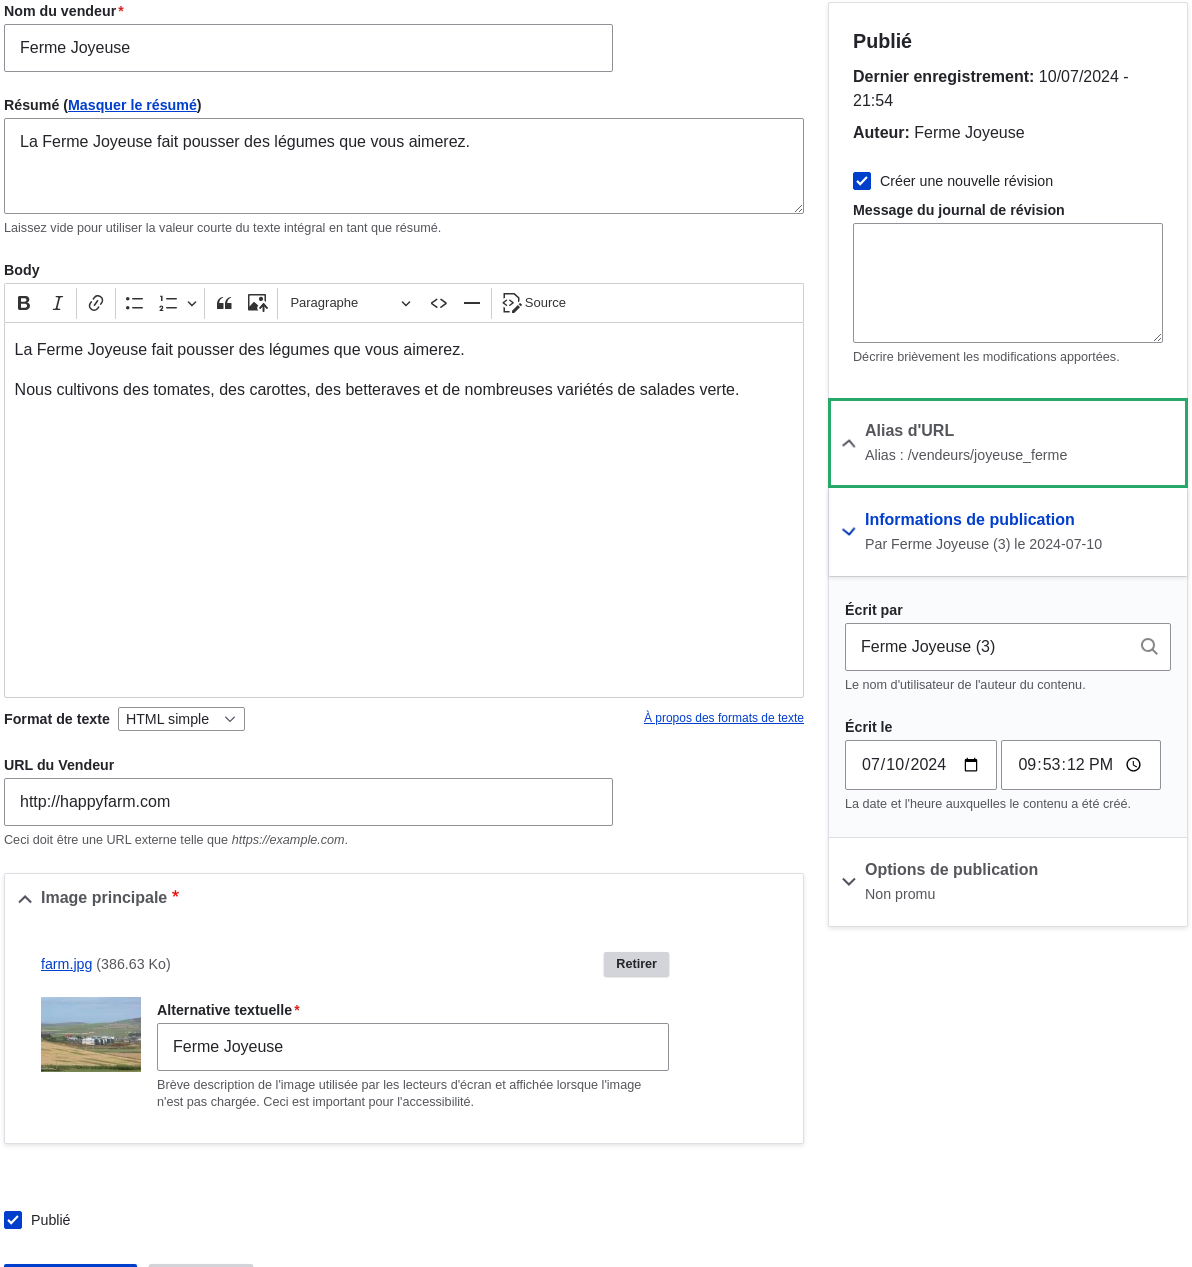 Nom du vendeur*
Ferme Joyeuse
Résumé (Masquer le résumé)
La Ferme Joyeuse fait pousser des légumes que vous aimerez.
Laissez vide pour utiliser la valeur courte du texte intégral en tant que résumé.
Body
Paragraphe
Source
La Ferme Joyeuse fait pousser des légumes que vous aimerez.
Nous cultivons des tomates, des carottes, des betteraves et de nombreuses variétés de salades verte.
Format de texte HTML simple
À propos des formats de texte
URL du Vendeur
http://happyfarm.com
Ceci doit être une URL externe telle que https://example.com.
Image principale *
farm.jpg (386.63 Ko)
Retirer
Alternative textuelle*
Ferme Joyeuse
Brève description de l'image utilisée par les lecteurs d'écran et affichée lorsque l'image
n'est pas chargée. Ceci est important pour l'accessibilité.
Publié
Publié
Dernier enregistrement: 10/07/2024 -
21:54
Auteur: Ferme Joyeuse
Créer une nouvelle révision
Message du journal de révision
Décrire brièvement les modifications apportées.
Alias d'URL
Alias : /vendeurs/joyeuse_ferme
Informations de publication
Par Ferme Joyeuse (3) le 2024-07-10
Écrit par
Ferme Joyeuse (3)
Le nom d'utilisateur de l'auteur du contenu.
Écrit le
07/10/2024 09:53:12 PM
La date et l'heure auxquelles le contenu a été créé.
Options de publication
Non promu